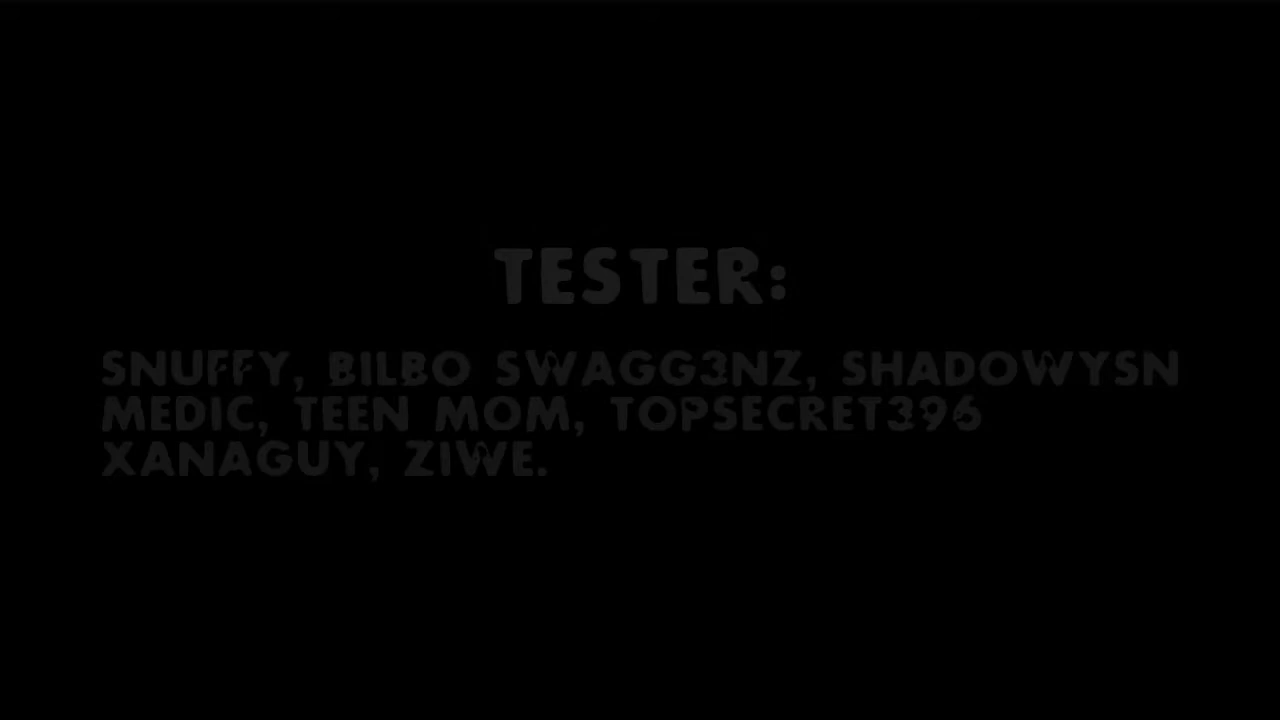 TESTER:
SNUFFY, BILBO SWAGG3NZ, SHADOWYSN
MEDIC, TEEN MOM, TOPSECRET396
XANAGUY, ZIWE.